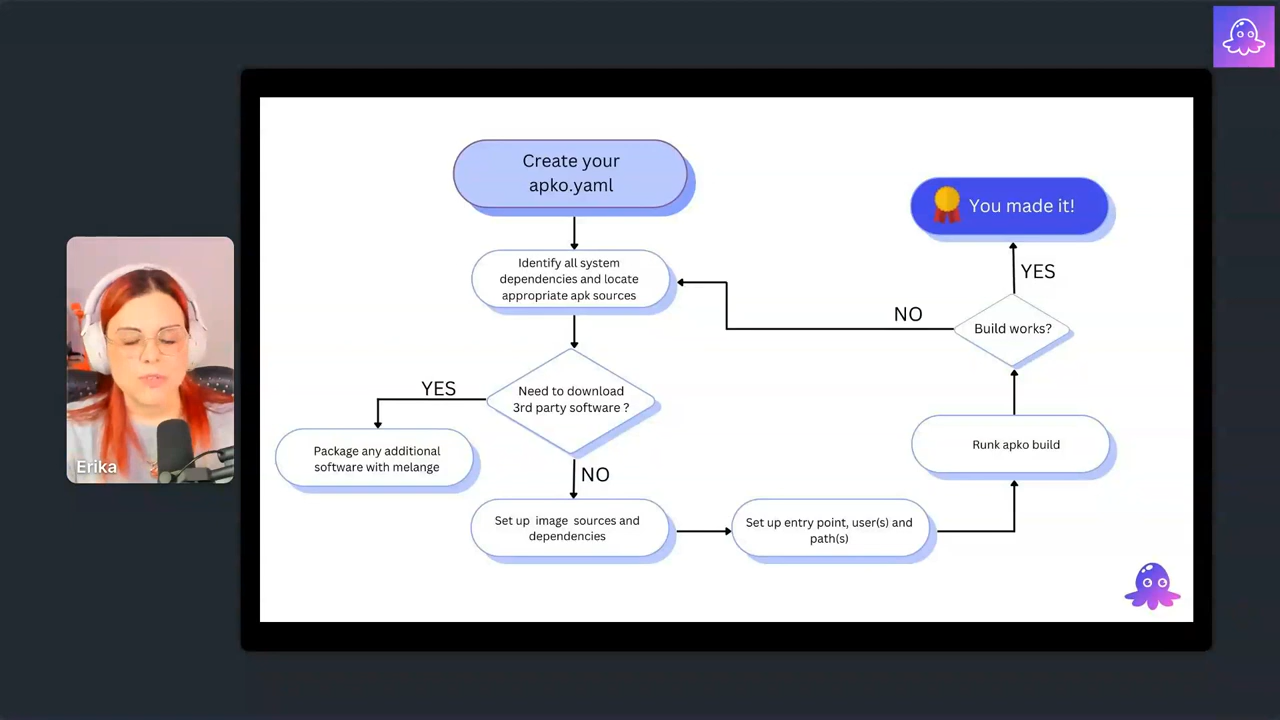 Create your
apko.yaml
Identify all system
dependencies and locate
appropriate apk sources
Need to download
3rd party software ?
YES
Package any additional
software with melange
NO
Set up image sources and
dependencies
Set up entry point, user(s) and
path(s)
Runk apko build
Build works?
NO
YES
You made it!
Erika